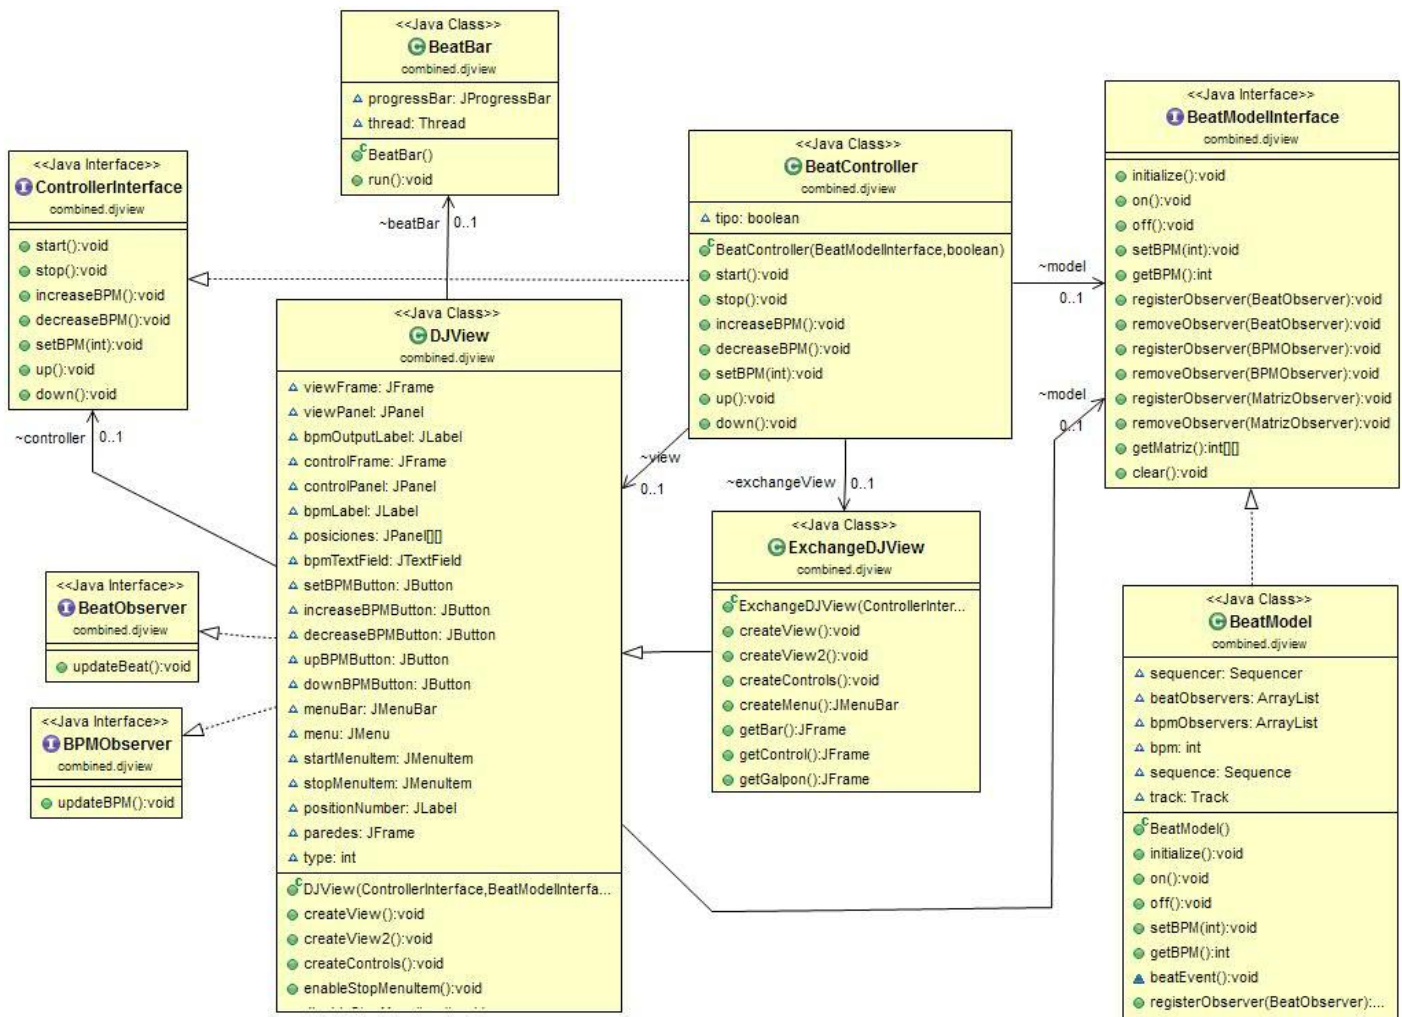 <<Java Class>>
BeatBar
combined.djview
progressBar: JProgressBar
thread: Thread
BeatBar()
run():void
<<Java Interface>>
ControllerInterface
combined.djview
start():void
stop():void
increaseBPM():void
decreaseBPM():void
setBPM(int):void
up():void
down():void
~beatBar
0..1
<<Java Class>>
BeatController
combined.djview
tipo: boolean
BeatController(BeatModelInterface,boolean)
start():void
stop():void
increaseBPM():void
decreaseBPM():void
setBPM(int):void
up():void
down():void
<<Java Interface>>
BeatModelInterface
combined.djview
initialize():void
on():void
off():void
setBPM(int):void
getBPM():int
registerObserver(BeatObserver):void
removeObserver(BeatObserver):void
registerObserver(BPMObserver):void
removeObserver(BPMObserver):void
registerObserver(MatrizObserver):void
removeObserver(MatrizObserver):void
getMatriz():int[][]
clear():void
~model
0..1
~model
0..1
~controller
0..1
~view
0..1
~exchangeView
0..1
<<Java Class>>
DJView
combined.djview
viewFrame: JFrame
viewPanel: JPanel
bpmOutputLabel: JLabel
controlFrame: JFrame
controlPanel: JPanel
bpmLabel: JLabel
posiciones: JPanel[][]
bpmTextField: JTextField
setBPMButton: JButton
increaseBPMButton: JButton
decreaseBPMButton: JButton
upBPMButton: JButton
downBPMButton: JButton
menuBar: JMenuBar
menu: JMenu
startMenuItem: JMenuItem
stopMenuItem: JMenuItem
positionNumber: JLabel
paredes: JFrame
type: int
DJView(ControllerInterface,BeatModelInterfa...
createView():void
createView2():void
createControls():void
enableStopMenuItem():void
<<Java Interface>>
BeatObserver
combined.djview
updateBeat():void
<<Java Interface>>
BPMObserver
combined.djview
updateBPM():void
<<Java Class>>
ExchangeDJView
combined.djview
ExchangeDJView(ControllerInter...
createView():void
createView2():void
createControls():void
createMenu():JMenuBar
getBar():JFrame
getControl():JFrame
getGalpon():JFrame
<<Java Class>>
BeatModel
combined.djview
sequencer: Sequencer
beatObservers: ArrayList
bpmObservers: ArrayList
bpm: int
sequence: Sequence
track: Track
BeatModel()
initialize():void
on():void
off():void
setBPM(int):void
getBPM():int
beatEvent():void
registerObserver(BeatObserver):...